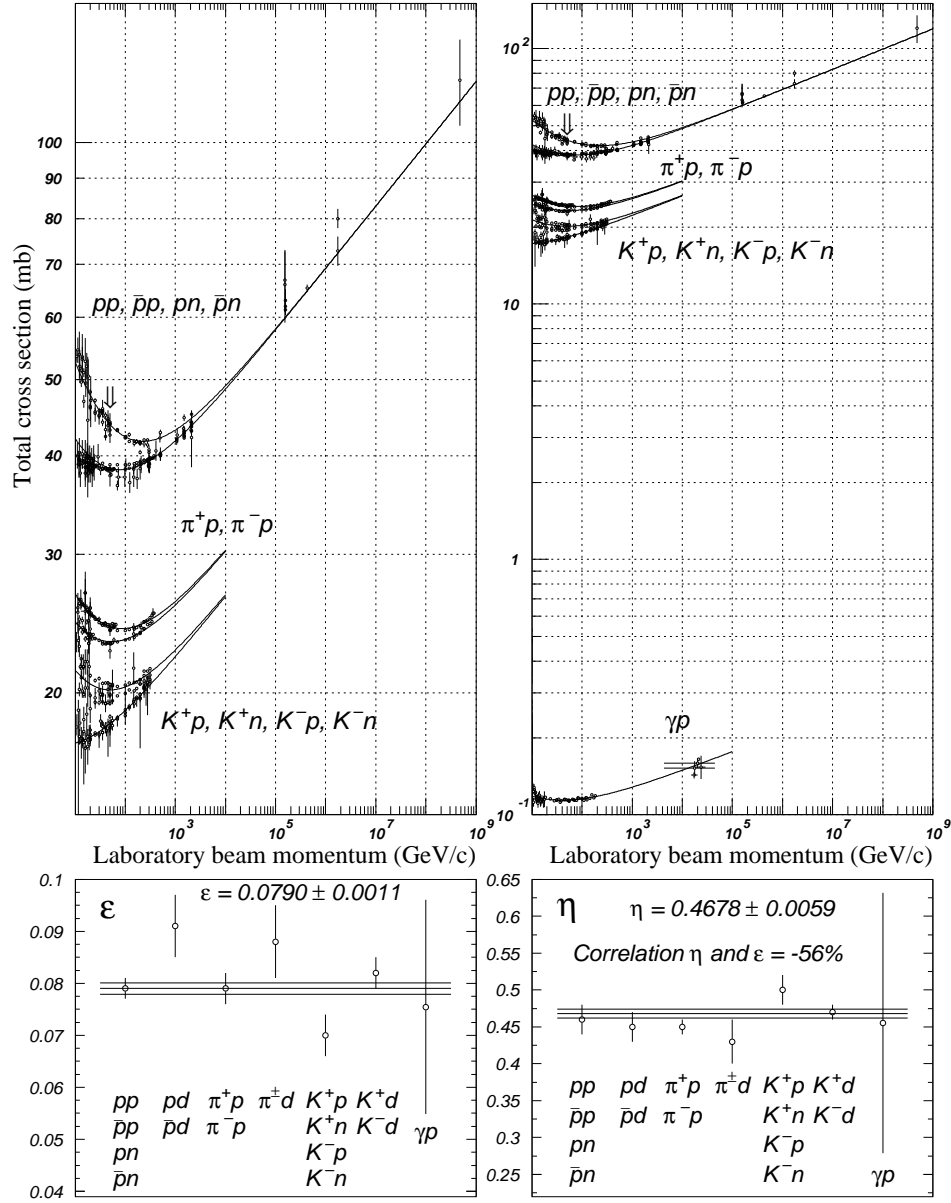 Total cross section (mb)
100
90
80
70
60
50
40
30
20
pp, p̄p, pn, p̄n
⇓
π⁺p, π⁻p
K⁺p, K⁺n, K⁻p, K⁻n
10³ 10⁵ 10⁷ 10⁹
Laboratory beam momentum (GeV/c)
10²
10
1
10⁻¹
pp, p̄p, pn, p̄n
⇓
π⁺p, π⁻p
K⁺p, K⁺n, K⁻p, K⁻n
γp
10³ 10⁵ 10⁷ 10⁹
Laboratory beam momentum (GeV/c)
0.1
0.09
0.08
0.07
0.06
0.05
0.04
ε
ε = 0.0790 ± 0.0011
pp pd π⁺p π±d K⁺p K⁺d
p̄p p̄d π⁻p K⁺n K⁻d
γp
pn K⁻p
p̄n K⁻n
0.65
0.6
0.55
0.5
0.45
0.4
0.35
0.3
0.25
η
η = 0.4678 ± 0.0059
Correlation η and ε = -56%
pp pd π⁺p π±d K⁺p K⁺d
p̄p p̄d π⁻p K⁺n K⁻d
pn K⁻p
p̄n K⁻n γp